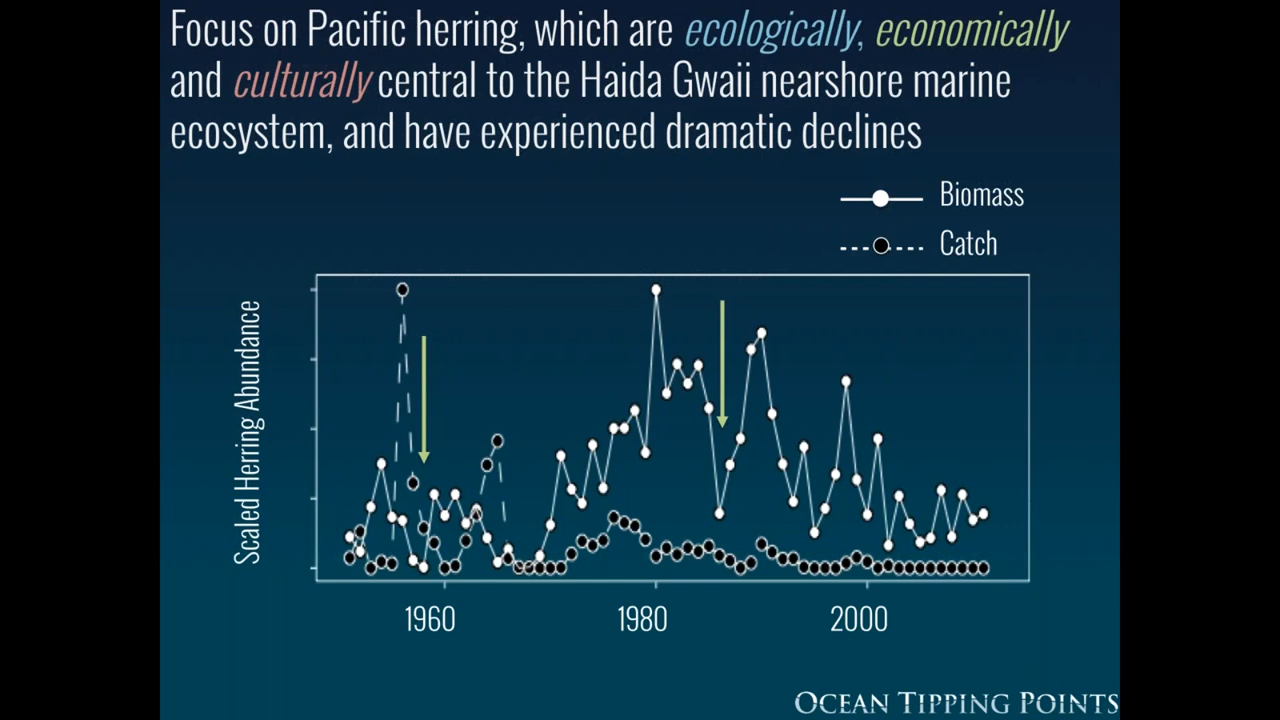 Focus on Pacific herring, which are ecologically, economically
and culturally central to the Haida Gwaii nearshore marine
ecosystem, and have experienced dramatic declines
Biomass
Catch
Scaled Herring Abundance
1960 1980 2000
OCEAN TIPPING POINTS